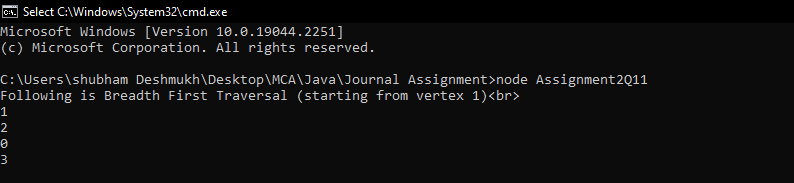 Select C:\Windows\System32\cmd.exe
Microsoft Windows [Version 10.0.19044.2251]
(c) Microsoft Corporation. All rights reserved.
C:\Users\shubham Deshmukh\Desktop\MCA\Java\Journal Assignment>node Assignment2Q11
Following is Breadth First Traversal (starting from vertex 1)<br>
1
2
0
3